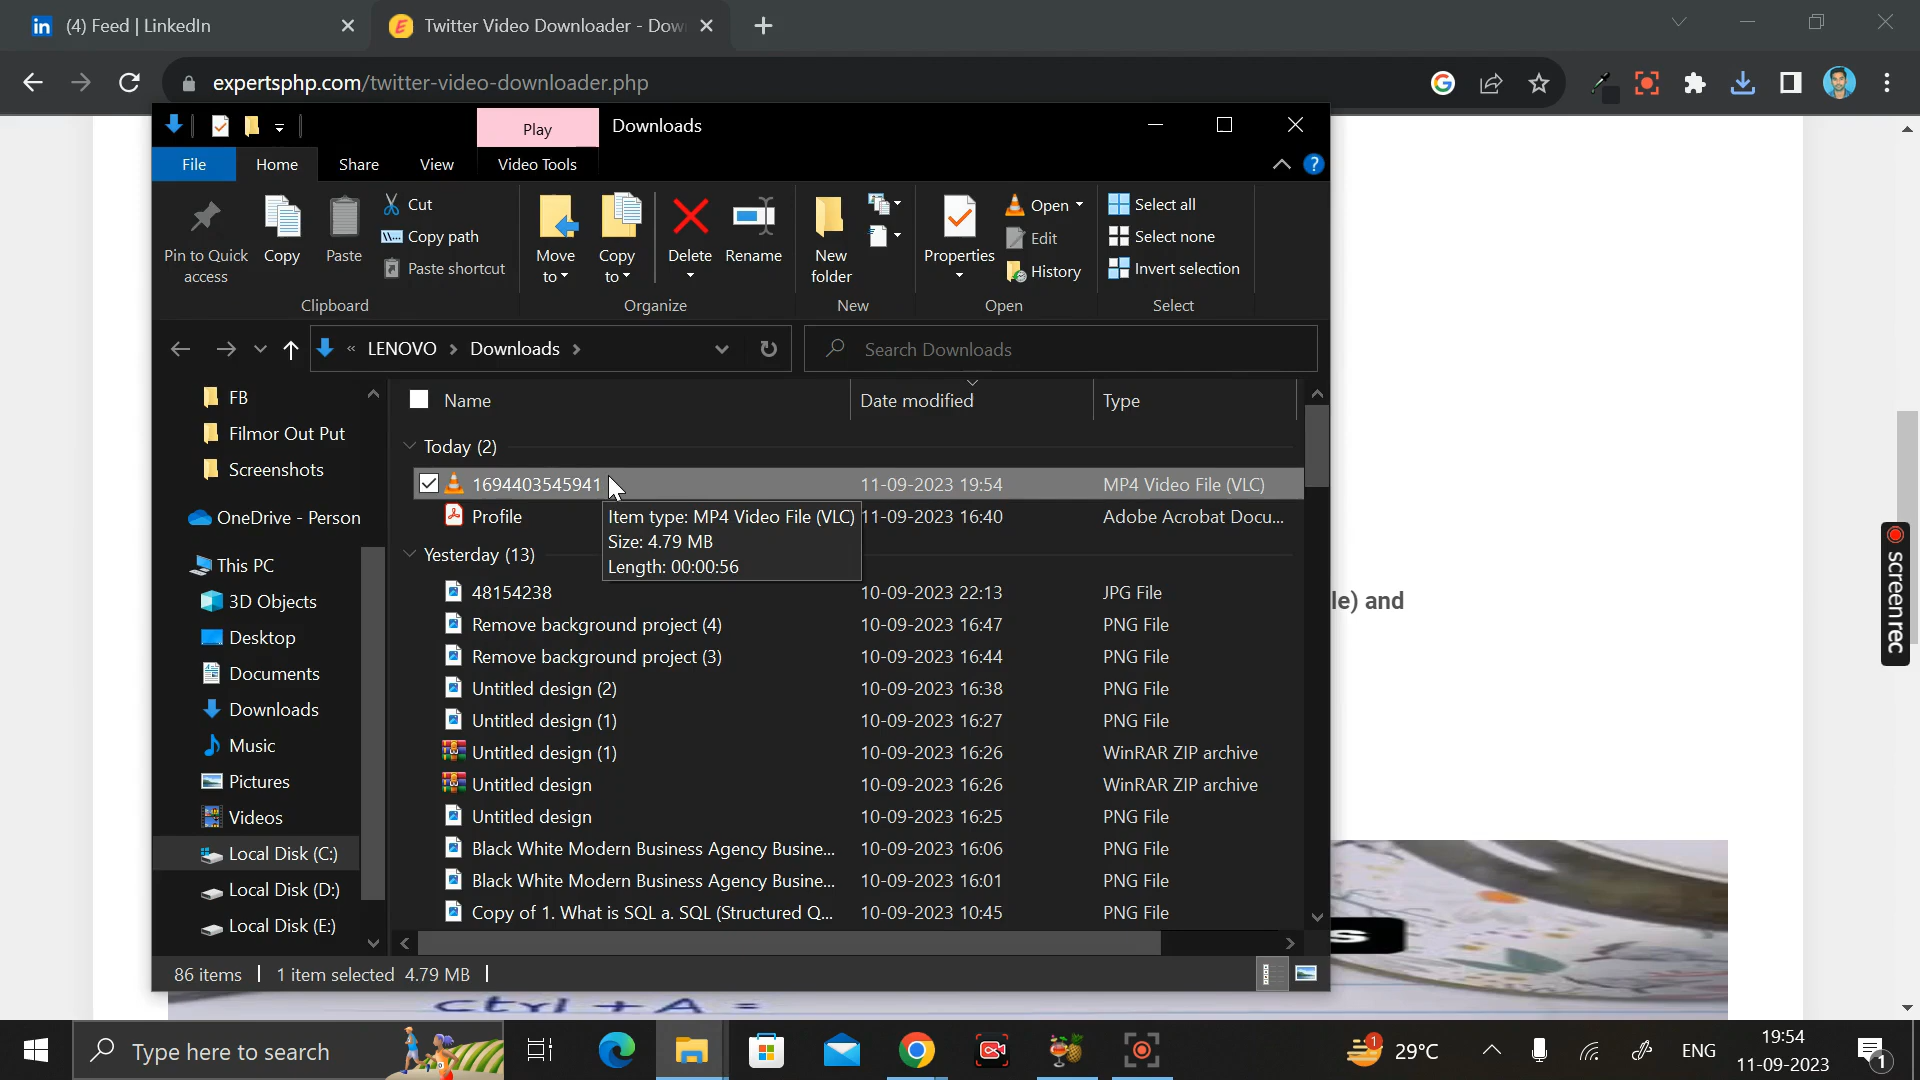 (4) Feed | LinkedIn
Twitter Video Downloader - Dow
expertsphp.com/twitter-video-downloader.php
Play
Downloads
File
Home
Share
View
Video Tools
Pin to Quick access
Copy
Paste
Cut
Copy path
Paste shortcut
Clipboard
Move to
Copy to
Delete
Rename
Organize
New folder
New
Properties
Open
Edit
History
Open
Select all
Select none
Invert selection
Select
« LENOVO > Downloads >
Search Downloads
FB
Filmor Out Put
Screenshots
OneDrive - Person
This PC
3D Objects
Desktop
Documents
Downloads
Music
Pictures
Videos
Local Disk (C:)
Local Disk (D:)
Local Disk (E:)
Name Date modified Type
Today (2)
1694403545941 11-09-2023 19:54 MP4 Video File (VLC)
Profile 11-09-2023 16:40 Adobe Acrobat Docu...
Item type: MP4 Video File (VLC)
Size: 4.79 MB
Length: 00:00:56
Yesterday (13)
48154238 10-09-2023 22:13 JPG File
Remove background project (4) 10-09-2023 16:47 PNG File
Remove background project (3) 10-09-2023 16:44 PNG File
Untitled design (2) 10-09-2023 16:38 PNG File
Untitled design (1) 10-09-2023 16:27 PNG File
Untitled design (1) 10-09-2023 16:26 WinRAR ZIP archive
Untitled design 10-09-2023 16:26 WinRAR ZIP archive
Untitled design 10-09-2023 16:25 PNG File
Black White Modern Business Agency Busine... 10-09-2023 16:06 PNG File
Black White Modern Business Agency Busine... 10-09-2023 16:01 PNG File
Copy of 1. What is SQL a. SQL (Structured Q... 10-09-2023 10:45 PNG File
86 items 1 item selected 4.79 MB
le) and
screenrec
s
ctrl + A =
Type here to search
1
29°C
ENG
19:54
11-09-2023
1